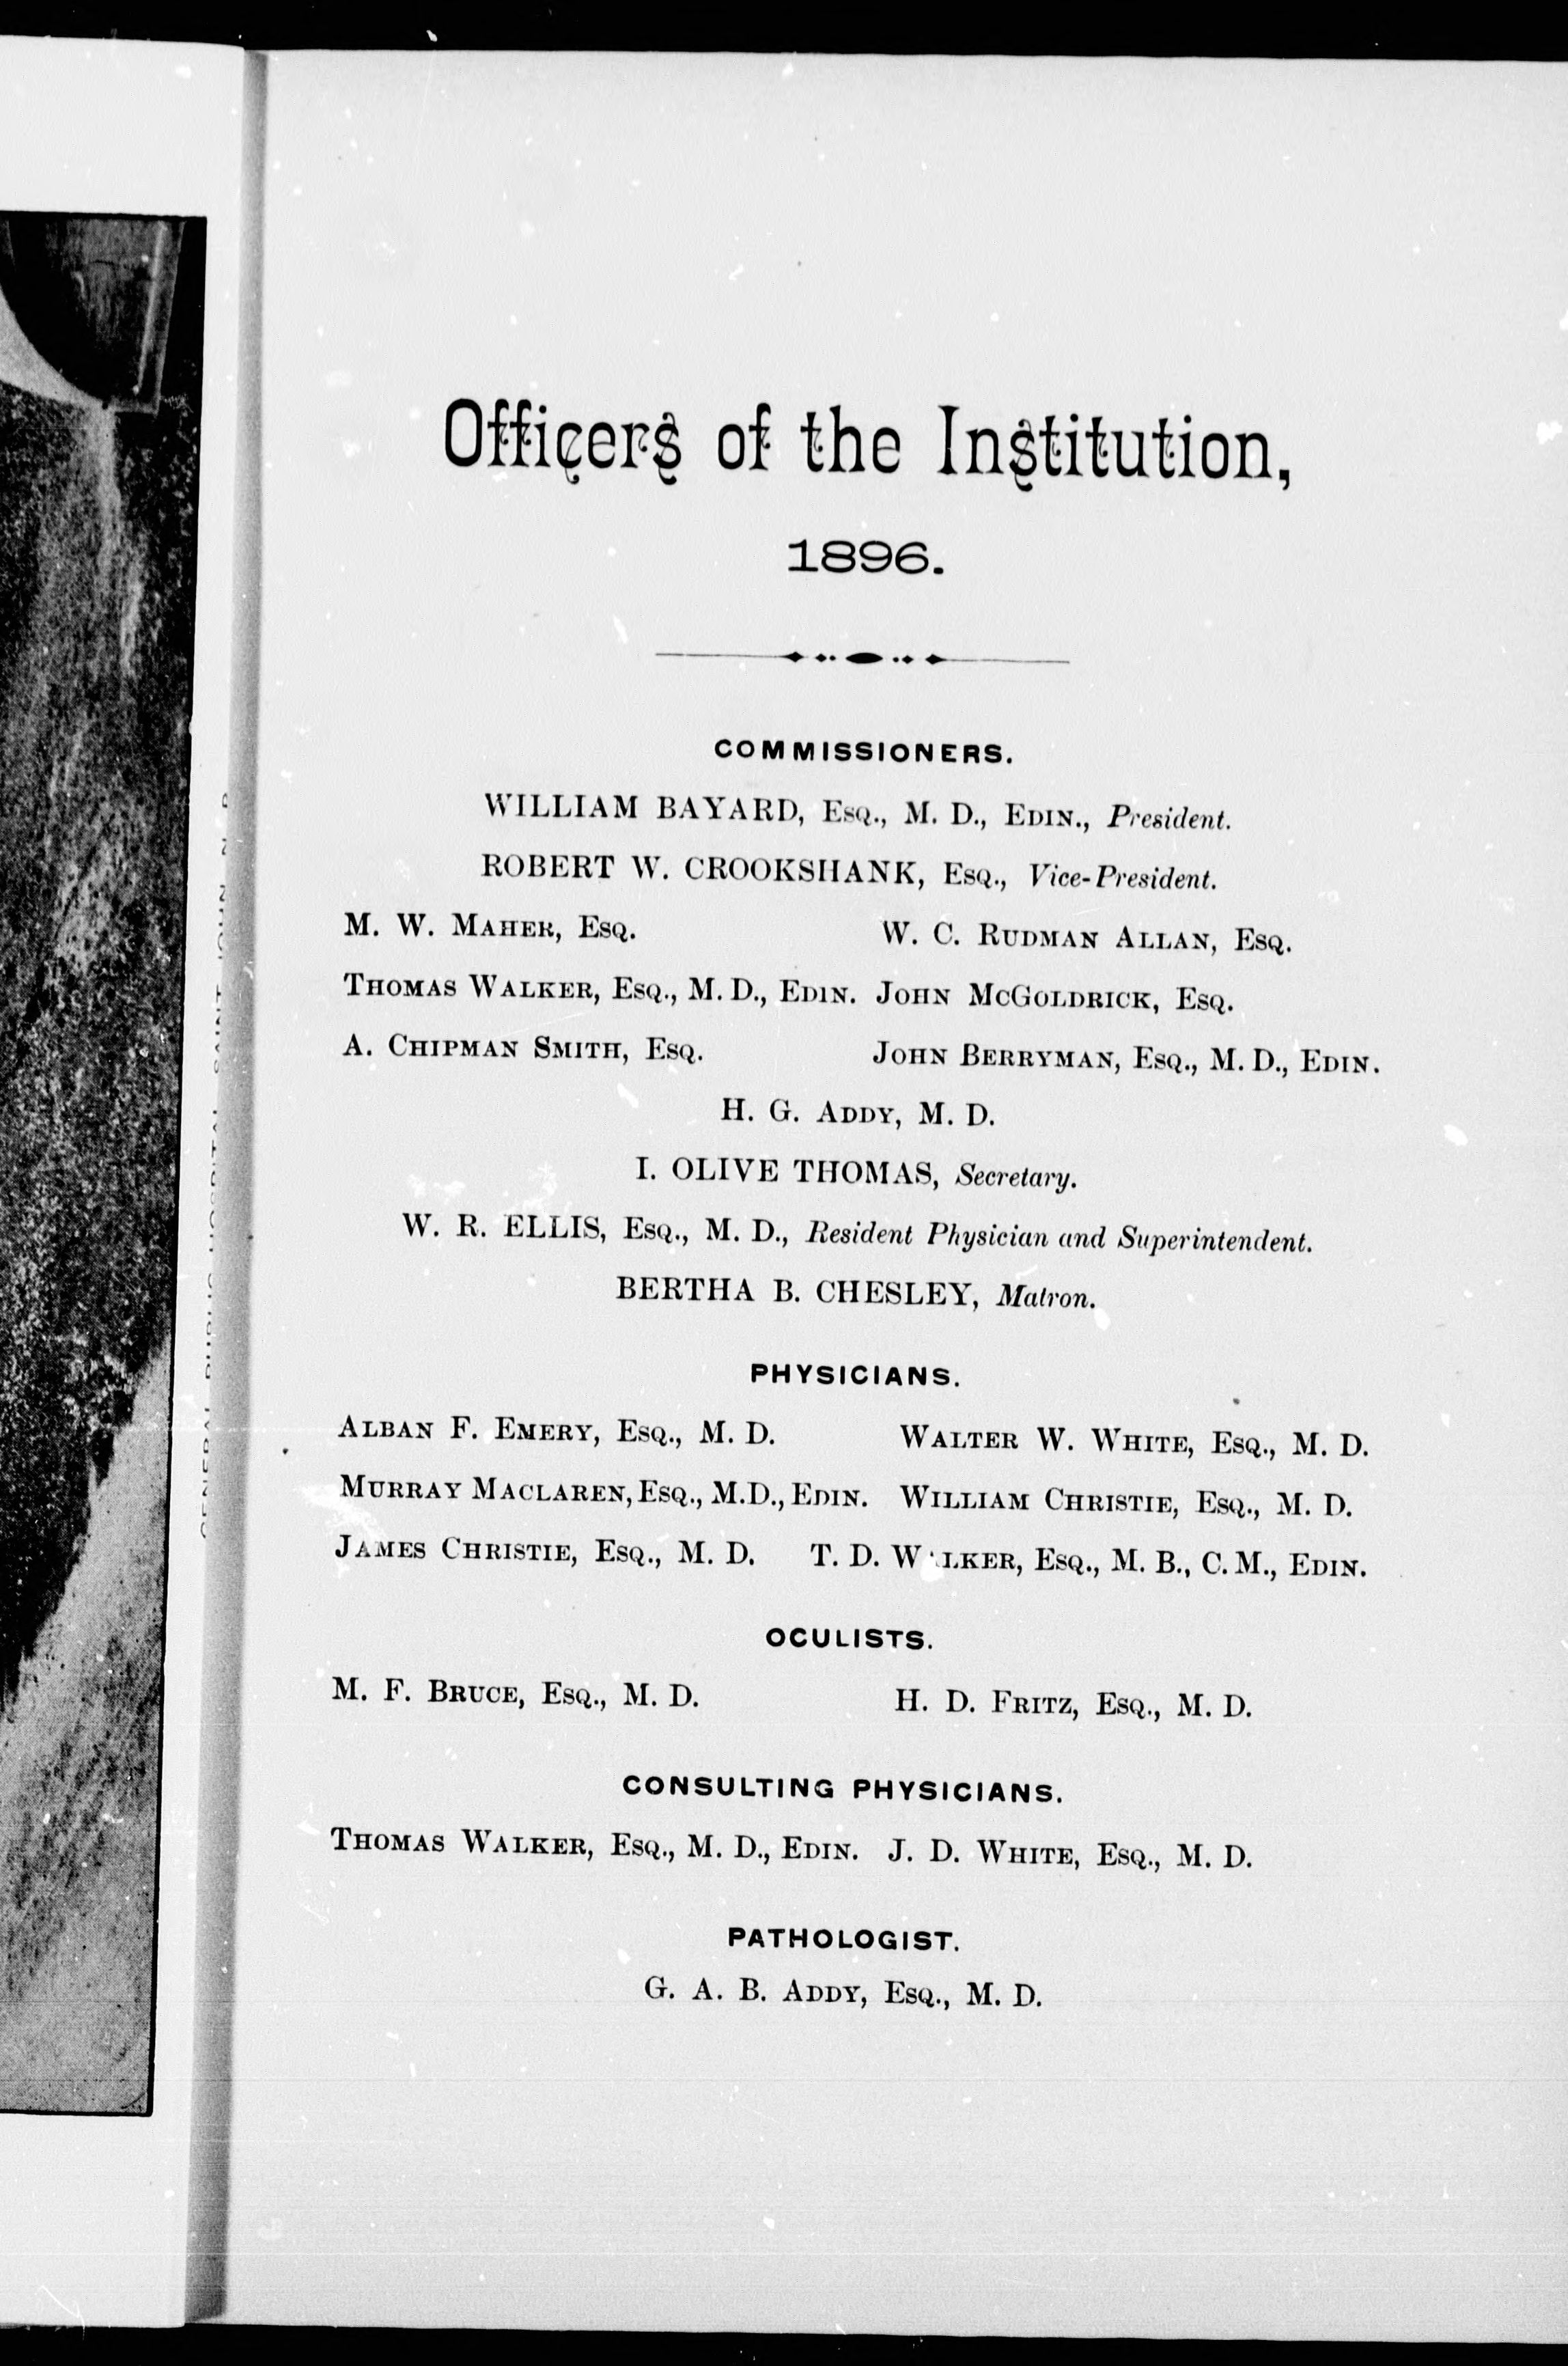 Officers of the Institution,
1896.
COMMISSIONERS.
WILLIAM BAYARD, Esq., M. D., Edin., President.
ROBERT W. CROOKSHANK, Esq., Vice-President.
M. W. Maher, Esq. W. C. Rudman Allan, Esq.
Thomas Walker, Esq., M. D., Edin. John McGoldrick, Esq.
A. Chipman Smith, Esq. John Berryman, Esq., M. D., Edin.
H. G. Addy, M. D.
I. OLIVE THOMAS, Secretary.
W. R. ELLIS, Esq., M. D., Resident Physician and Superintendent.
BERTHA B. CHESLEY, Matron.
PHYSICIANS.
Alban F. Emery, Esq., M. D. Walter W. White, Esq., M. D.
Murray Maclaren, Esq., M.D., Edin. William Christie, Esq., M. D.
James Christie, Esq., M. D. T. D. Walker, Esq., M. B., C. M., Edin.
OCULISTS.
M. F. Bruce, Esq., M. D. H. D. Fritz, Esq., M. D.
CONSULTING PHYSICIANS.
Thomas Walker, Esq., M. D., Edin. J. D. White, Esq., M. D.
PATHOLOGIST.
G. A. B. Addy, Esq., M. D.